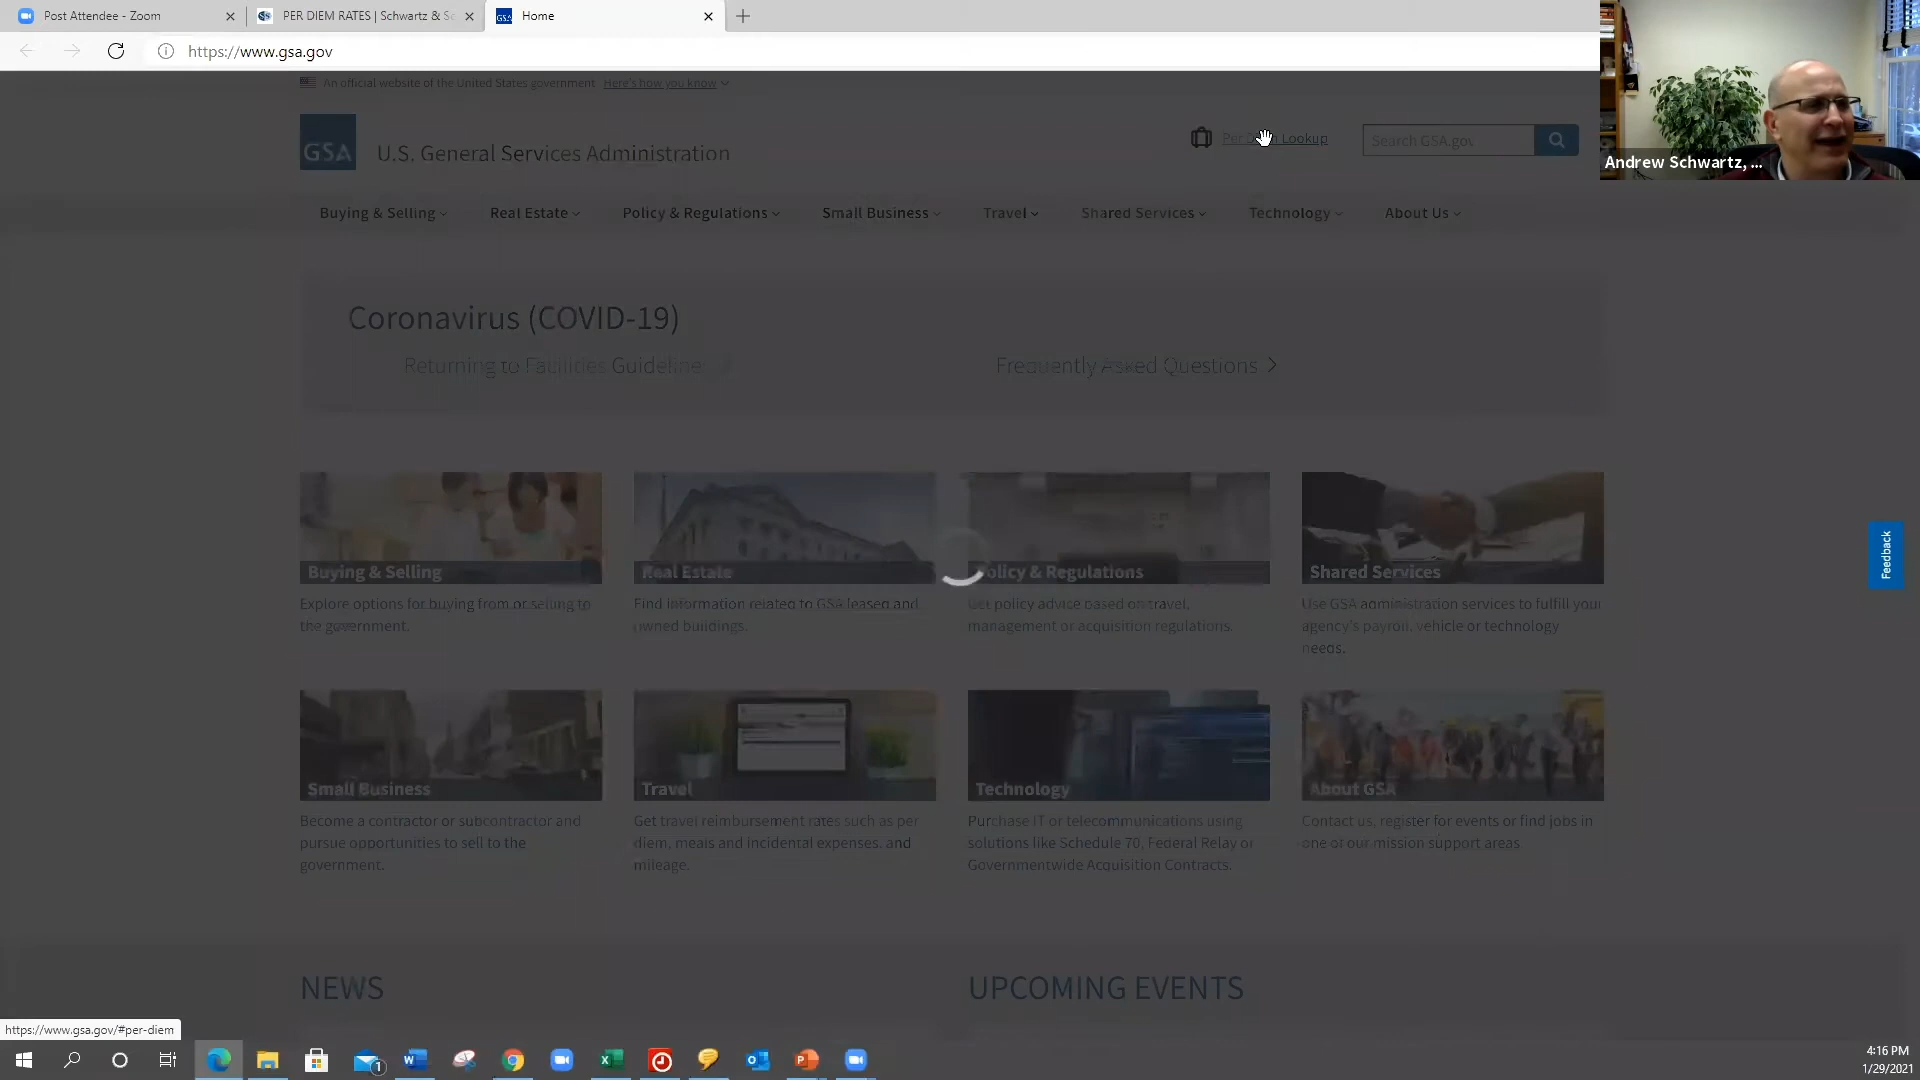 Post Attendee - Zoom
PER DIEM RATES | Schwartz & Sc
Home
https://www.gsa.gov
An official website of the United States government Here's how you know
GSA
U.S. General Services Administration
Per Diem Lookup
Search GSA.gov
Andrew Schwartz, ...
Buying & Selling
Real Estate
Policy & Regulations
Small Business
Travel
Shared Services
Technology
About Us
Coronavirus (COVID-19)
Returning to Facilities Guideline
Frequently Asked Questions
Feedback
Buying & Selling
Explore options for buying from or selling to
the government.
Real Estate
Find information related to GSA leased and
owned buildings.
Policy & Regulations
Get policy advice based on travel,
management or acquisition regulations.
Shared Services
Use GSA administration services to fulfill your
agency's payroll, vehicle or technology
needs.
Small Business
Become a contractor or subcontractor and
pursue opportunities to sell to the
government.
Travel
Get travel reimbursement rates such as per
diem, meals and incidental expenses, and
mileage.
Technology
Purchase IT or telecommunications using
solutions like Schedule 70, Federal Relay or
Governmentwide Acquisition Contracts.
About GSA
Contact us, register for events or find jobs in
one of our mission support areas
NEWS
UPCOMING EVENTS
https://www.gsa.gov/#per-diem
4:16 PM
1/29/2021